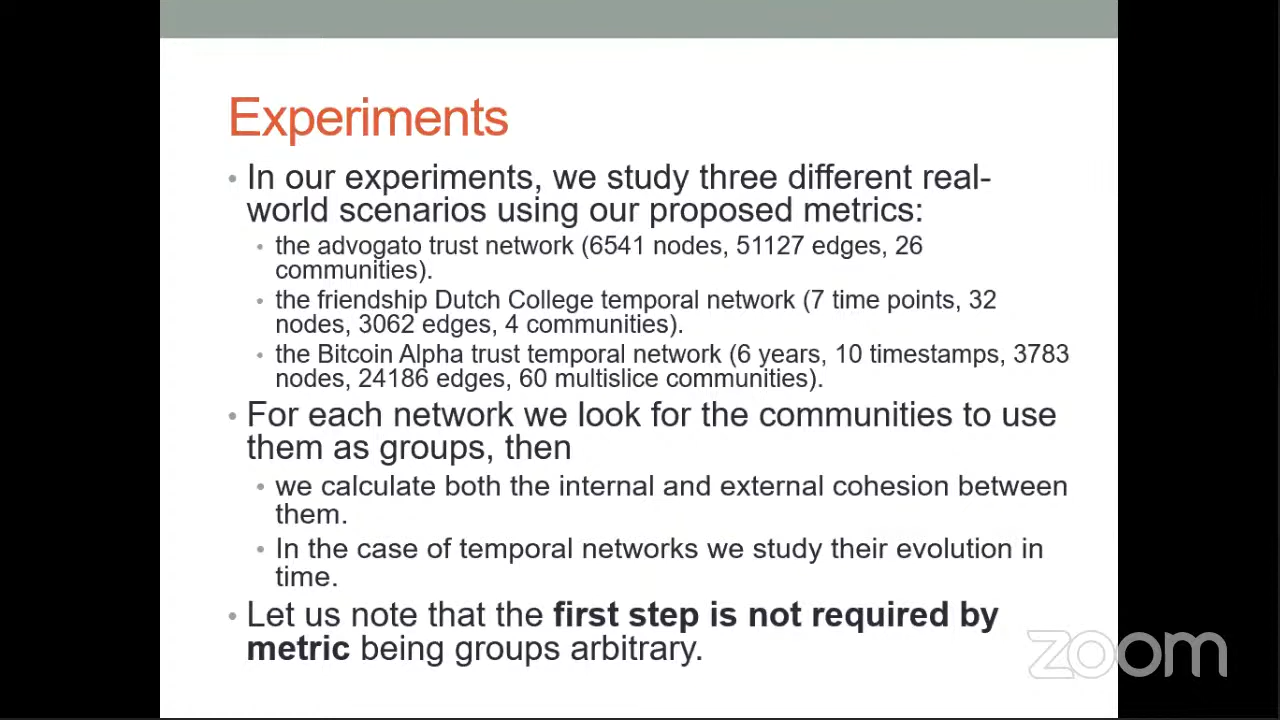 Experiments
• In our experiments, we study three different real-
world scenarios using our proposed metrics:
• the advogato trust network (6541 nodes, 51127 edges, 26
communities).
• the friendship Dutch College temporal network (7 time points, 32
nodes, 3062 edges, 4 communities).
• the Bitcoin Alpha trust temporal network (6 years, 10 timestamps, 3783
nodes, 24186 edges, 60 multislice communities).
• For each network we look for the communities to use
them as groups, then
• we calculate both the internal and external cohesion between
them.
• In the case of temporal networks we study their evolution in
time.
• Let us note that the first step is not required by
metric being groups arbitrary.
zoom